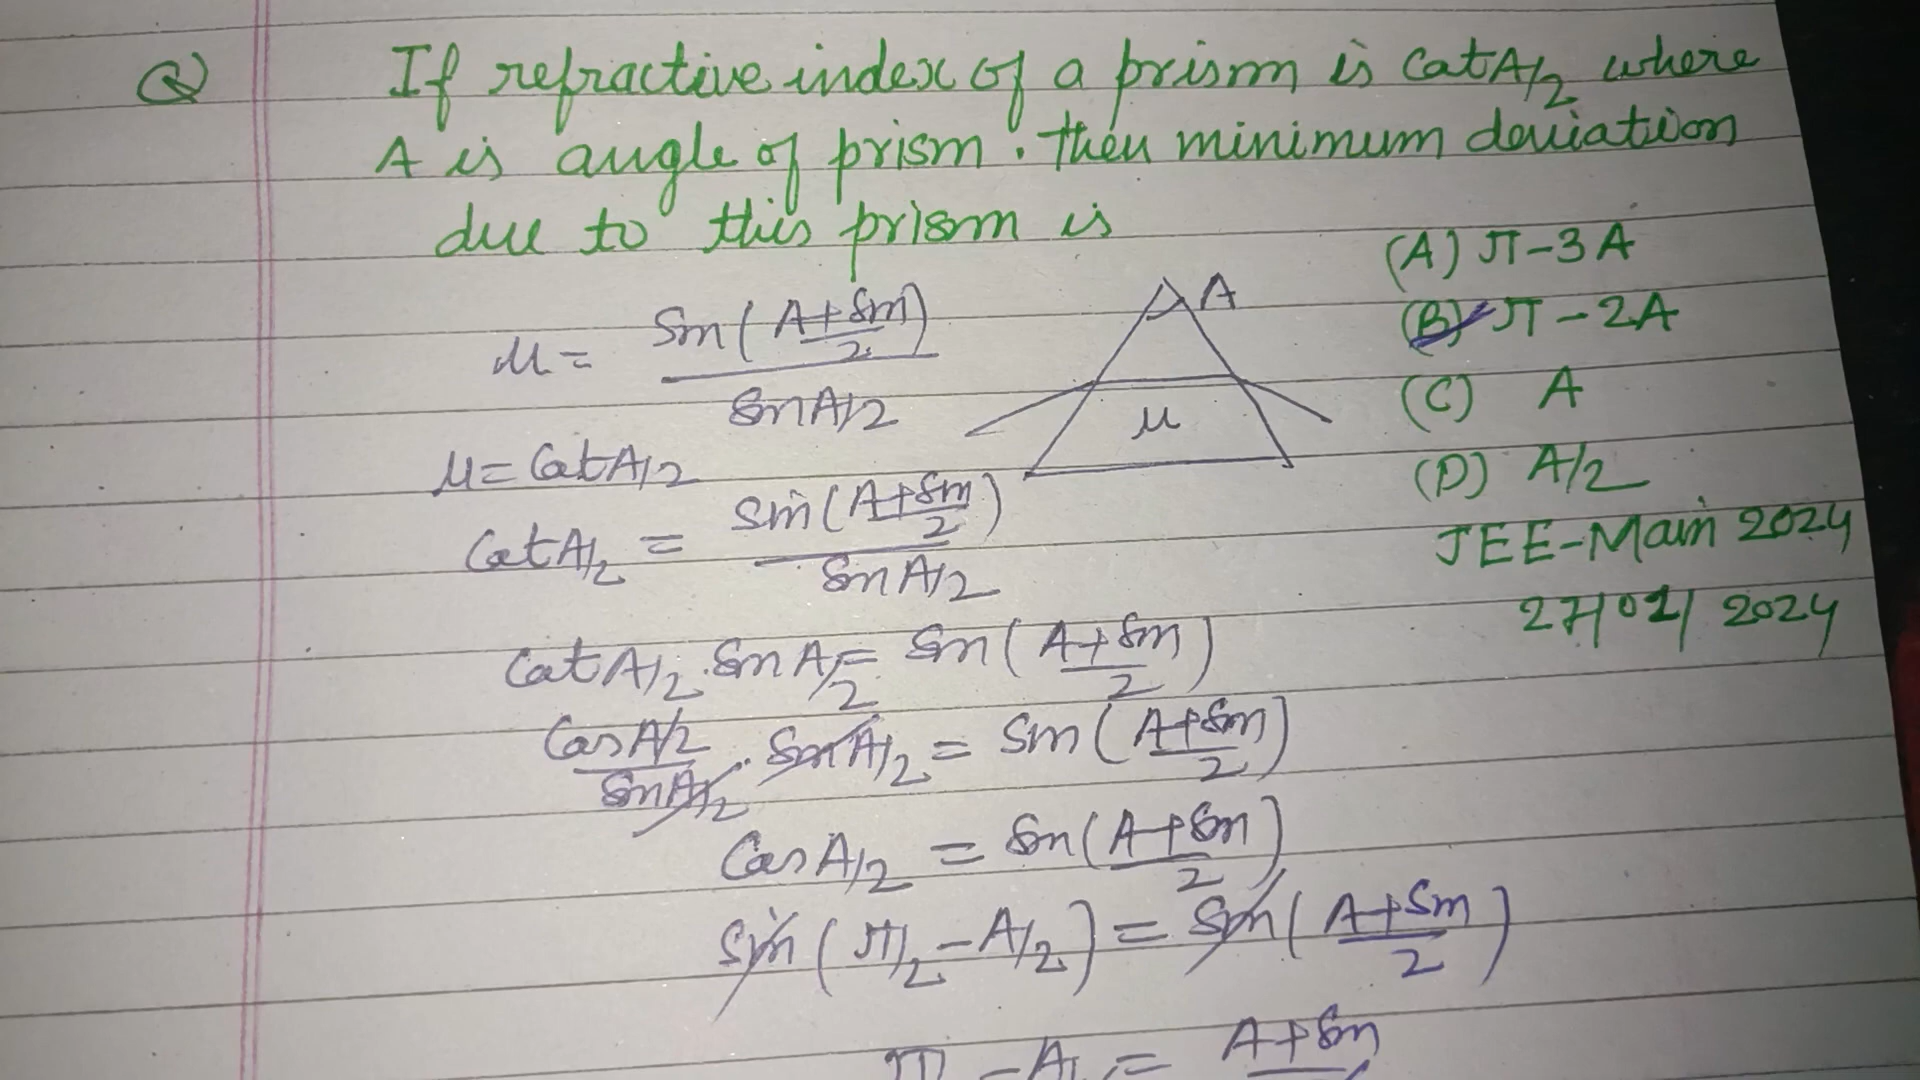 Q If refractive index of a prism is cot A/2 where
A is angle of prism. Then minimum deviation
due to this prism is
(A) π-3A
(B) π-2A
(C) A
(D) A/2
JEE-Main 2024
27/01/2024
A
μ
μ = Sin(A+δm/2) / Sin A/2
μ = Cot A/2
Cot A/2 = Sin(A+δm/2) / Sin A/2
Cot A/2 . Sin A/2 = Sin(A+δm/2)
Cos A/2 / Sin A/2 . Sin A/2 = Sin(A+δm/2)
Cos A/2 = Sin(A+δm/2)
Sin(π/2 - A/2) = Sin(A+δm/2)
π - A = A+δm